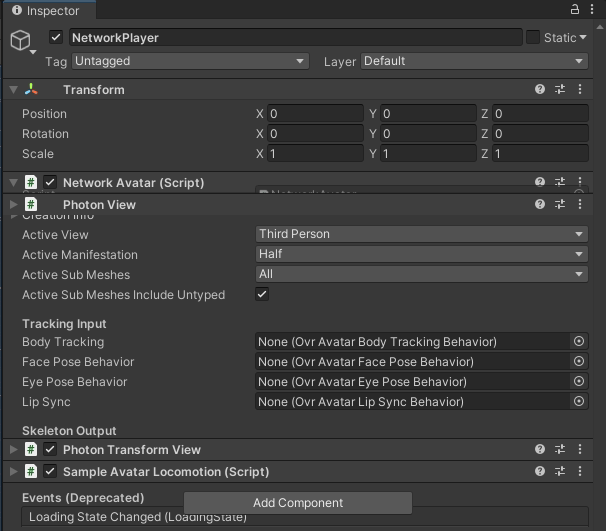 Inspector
NetworkPlayer
Static
Tag Untagged Layer Default
Transform
Position X 0 Y 0 Z 0
Rotation X 0 Y 0 Z 0
Scale X 1 Y 1 Z 1
Network Avatar (Script)
Script NetworkAvatar
Photon View
Creation Info
Active View Third Person
Active Manifestation Half
Active Sub Meshes All
Active Sub Meshes Include Untyped
Tracking Input
Body Tracking None (Ovr Avatar Body Tracking Behavior)
Face Pose Behavior None (Ovr Avatar Face Pose Behavior)
Eye Pose Behavior None (Ovr Avatar Eye Pose Behavior)
Lip Sync None (Ovr Avatar Lip Sync Behavior)
Skeleton Output
Photon Transform View
Sample Avatar Locomotion (Script)
Events (Deprecated)
Add Component
Loading State Changed (LoadingState)